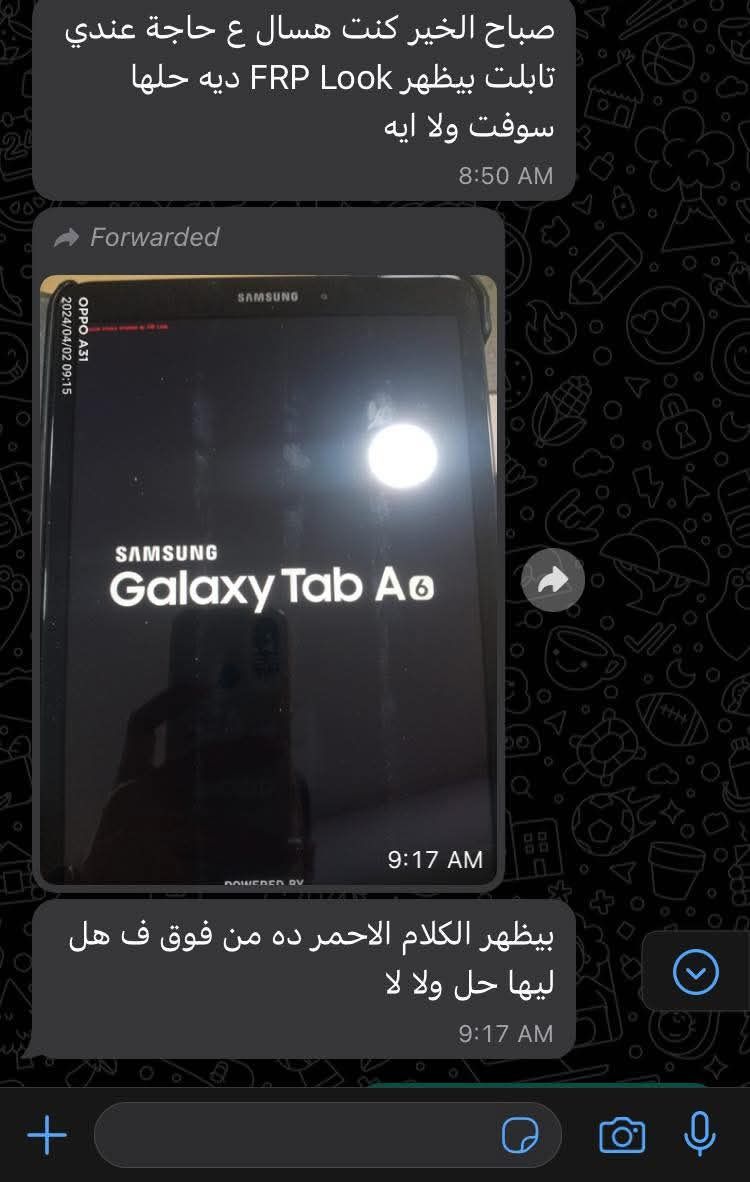 صباح الخير كنت هسال ع حاجة عندي
تابلت بيظهر FRP Look ديه حلها
سوفت ولا ايه
8:50 AM
Forwarded
SAMSUNG
OPPO A31
2024/04/02 09:15
SAMSUNG
Galaxy Tab A6
9:17 AM
POWERED BY
بيظهر الكلام الاحمر ده من فوق ف هل
ليها حل ولا لا
9:17 AM